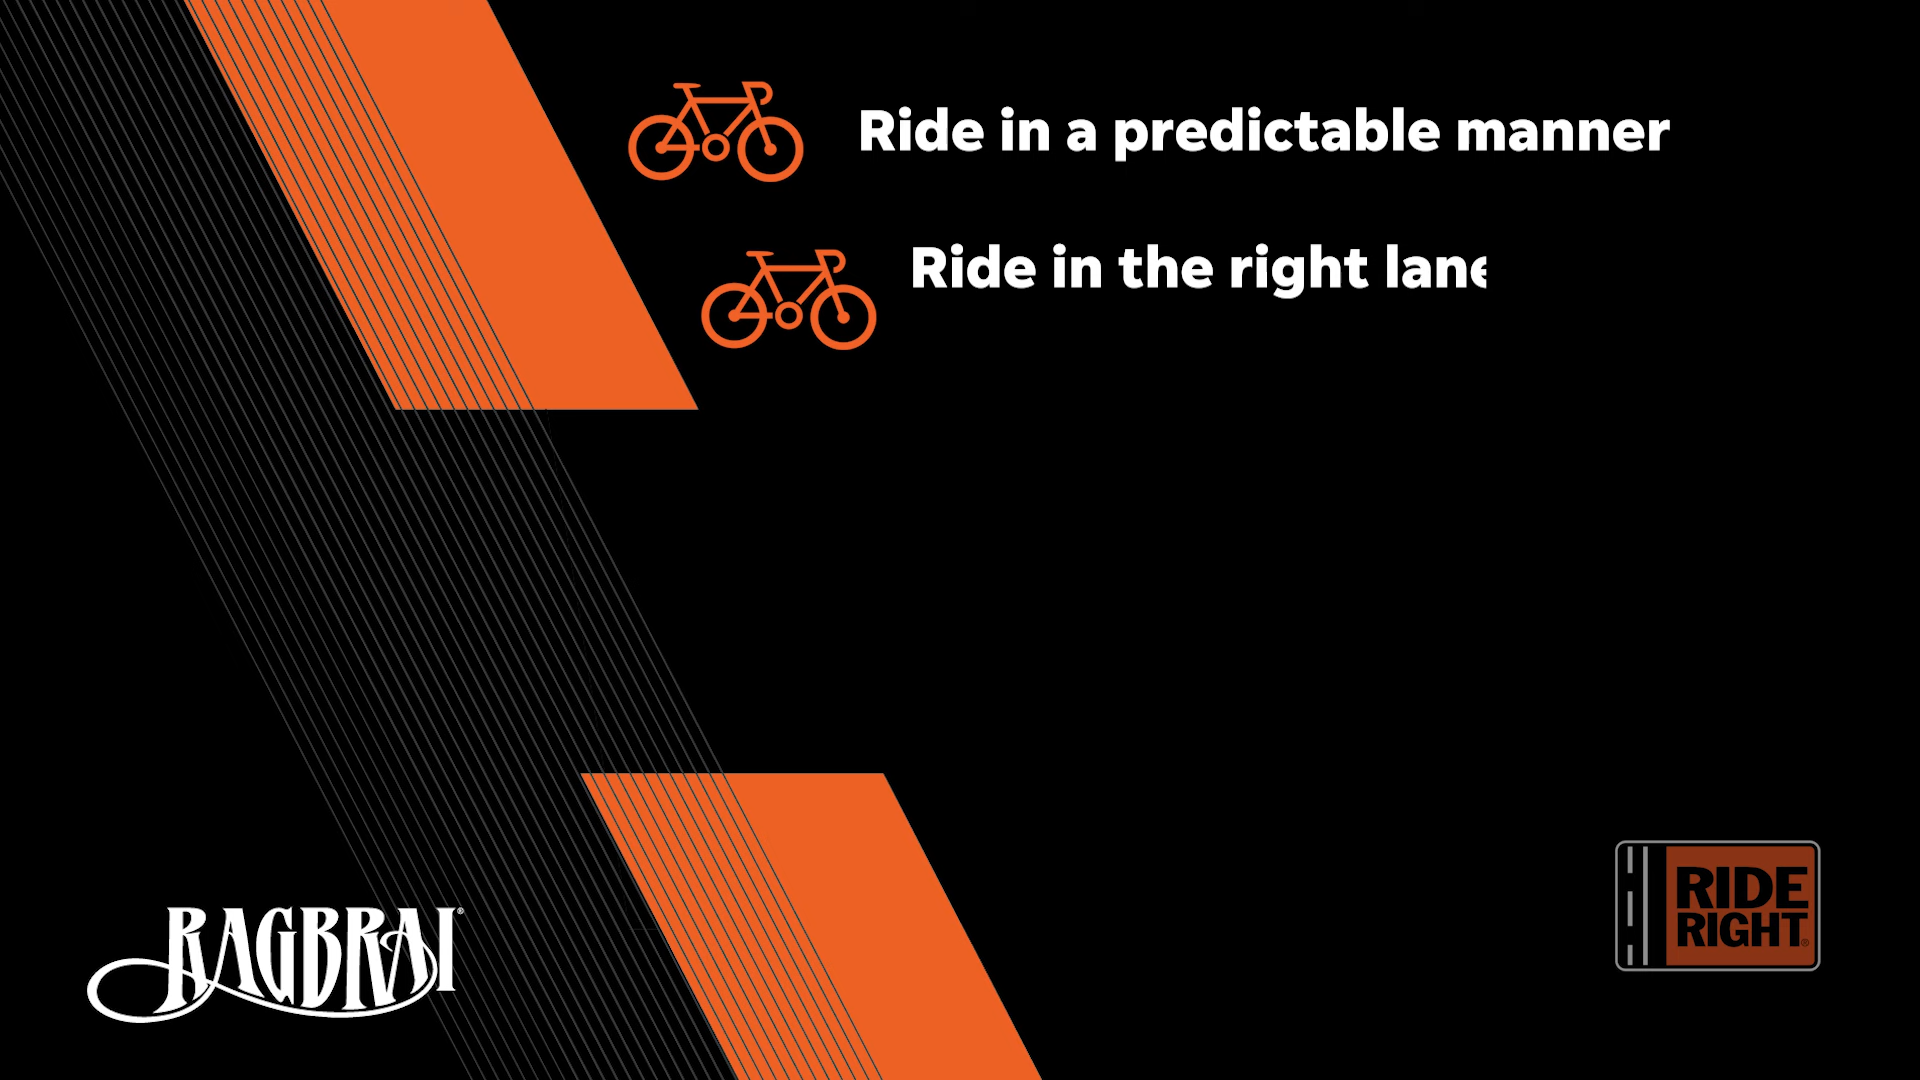 Ride in a predictable manner
Ride in the right lane
RAGBRAI®
RIDE
RIGHT®